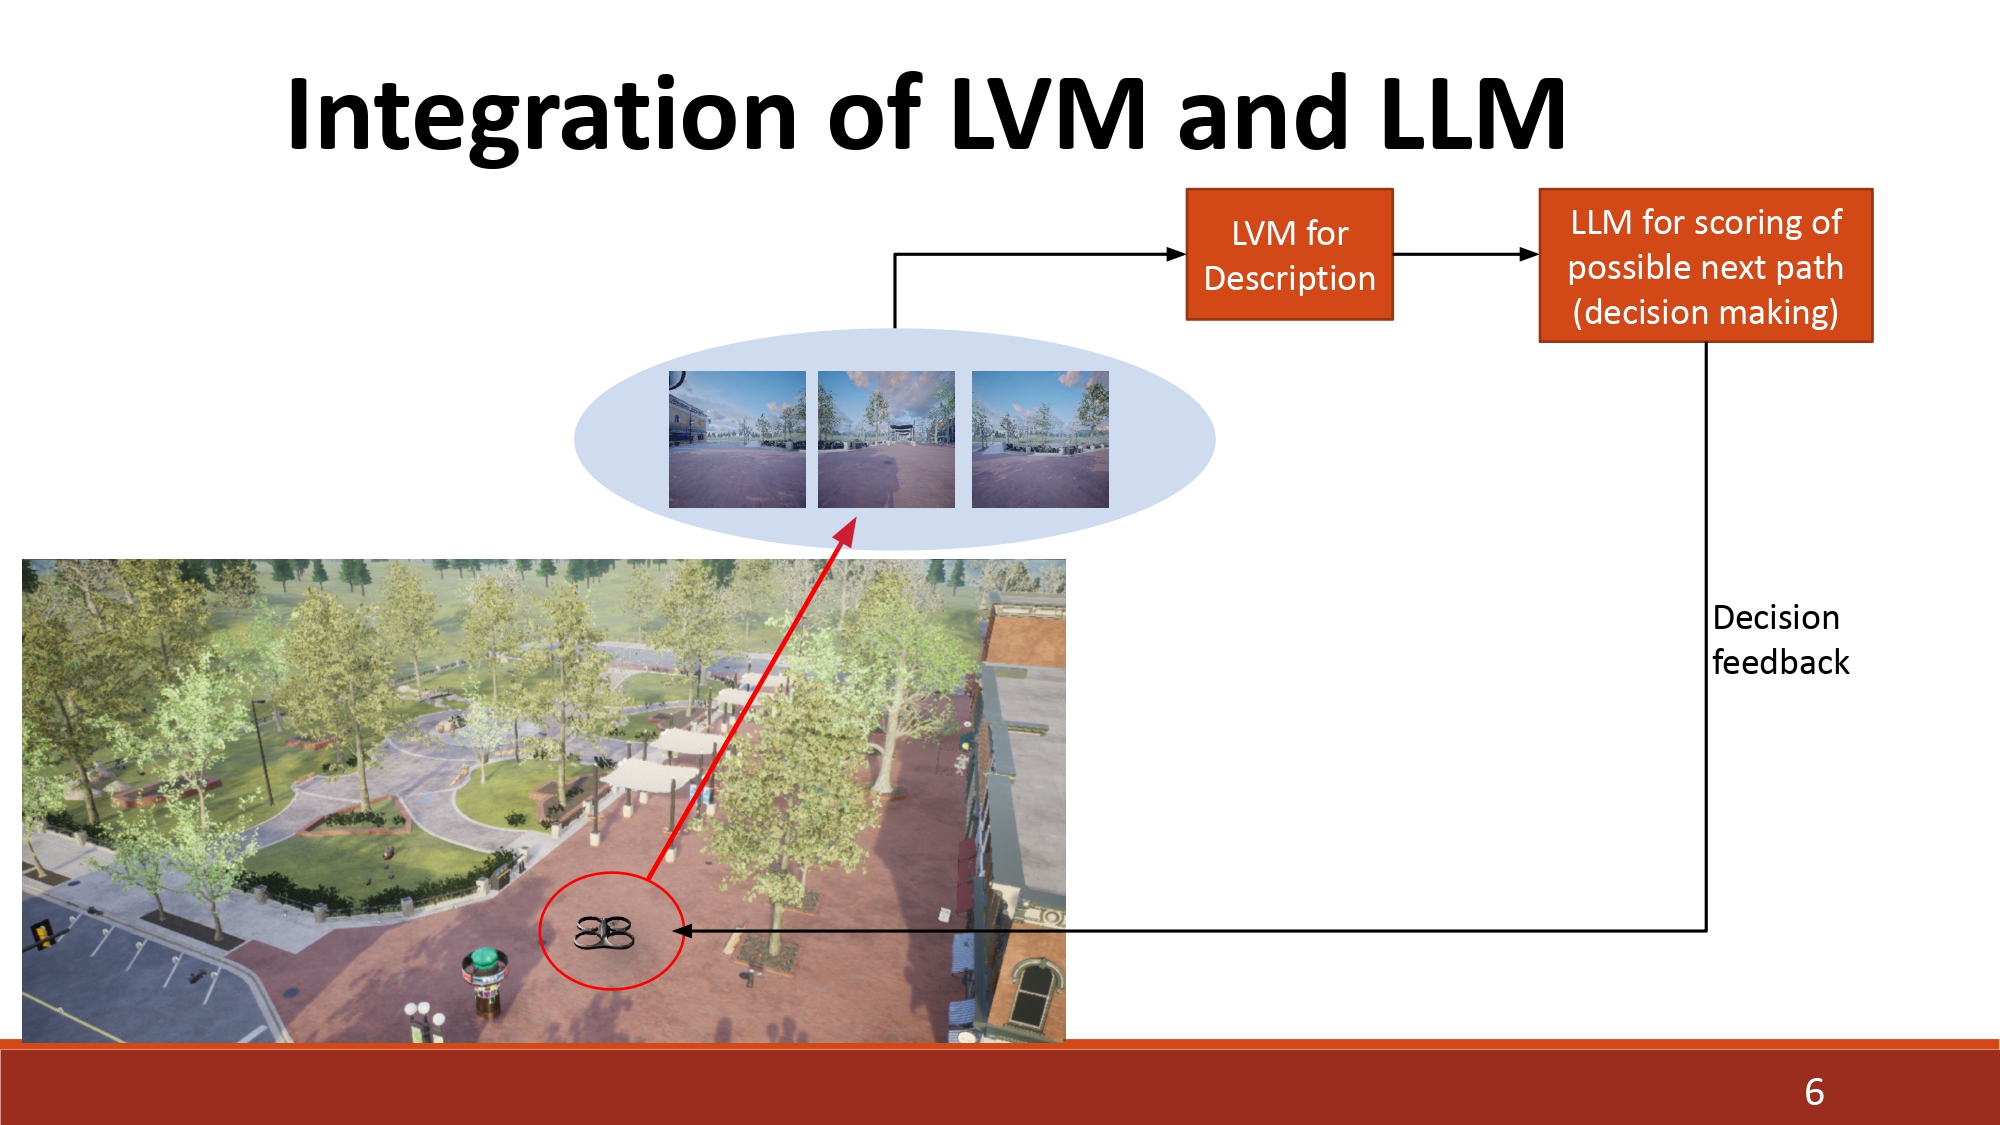 Integration of LVM and LLM
LVM for
Description
LLM for scoring of
possible next path
(decision making)
Decision
feedback
6